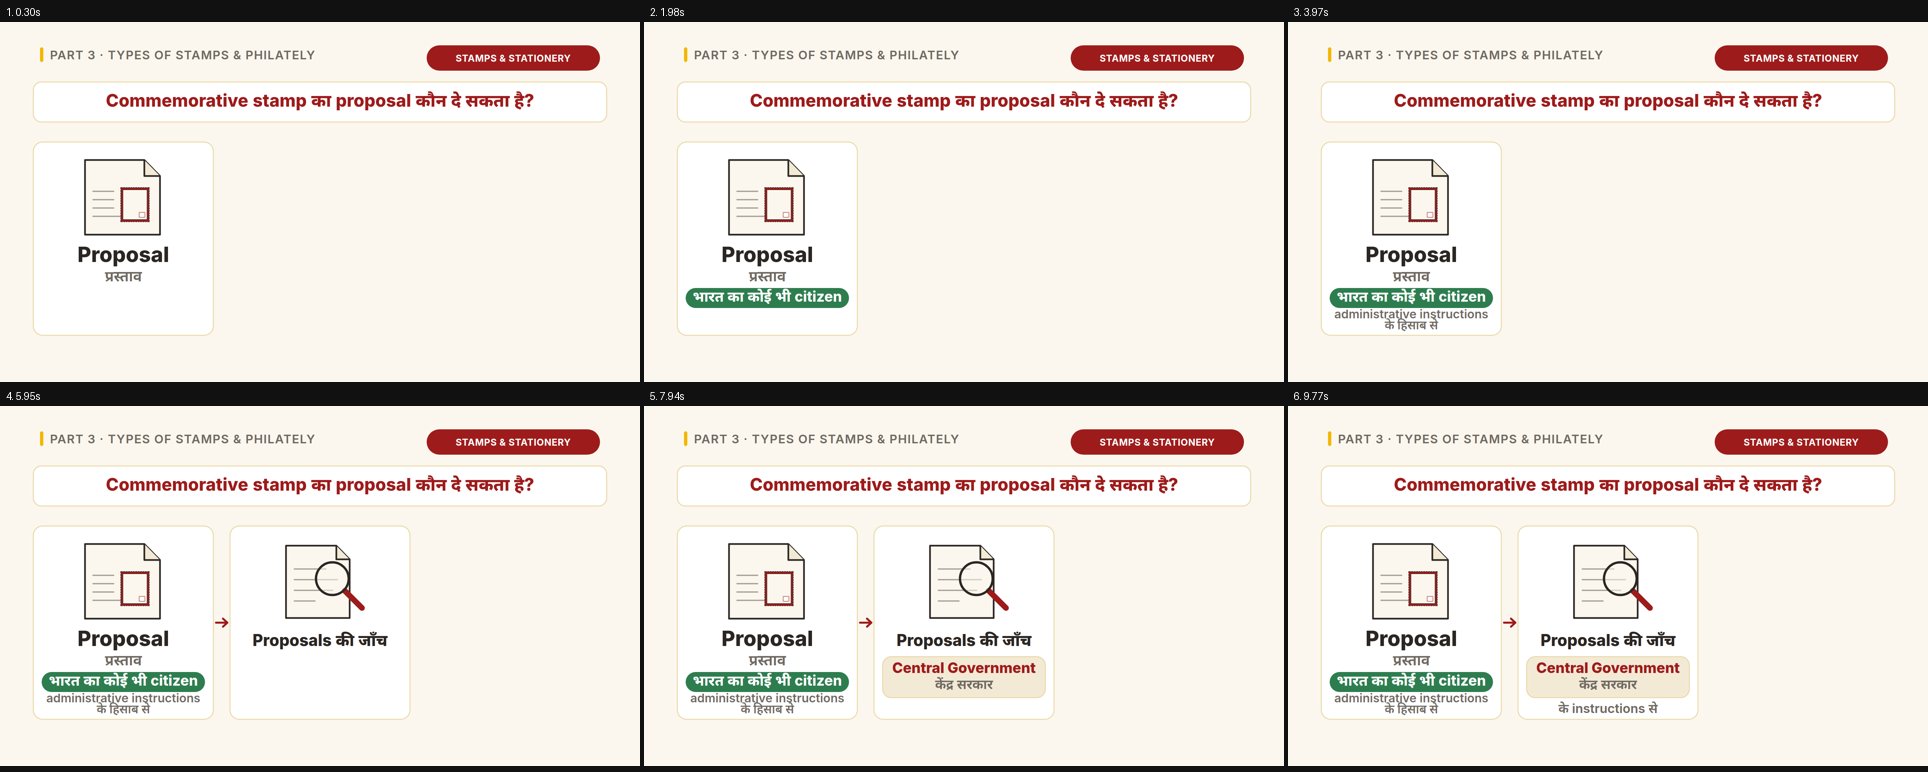 1. 0.30s
PART 3 · TYPES OF STAMPS & PHILATELY
STAMPS & STATIONERY
Commemorative stamp का proposal कौन दे सकता है?
Proposal
प्रस्ताव
2. 1.98s
PART 3 · TYPES OF STAMPS & PHILATELY
STAMPS & STATIONERY
Commemorative stamp का proposal कौन दे सकता है?
Proposal
प्रस्ताव
भारत का कोई भी citizen
3. 3.97s
PART 3 · TYPES OF STAMPS & PHILATELY
STAMPS & STATIONERY
Commemorative stamp का proposal कौन दे सकता है?
Proposal
प्रस्ताव
भारत का कोई भी citizen
administrative instructions
के हिसाब से
4. 5.95s
PART 3 · TYPES OF STAMPS & PHILATELY
STAMPS & STATIONERY
Commemorative stamp का proposal कौन दे सकता है?
Proposal
प्रस्ताव
भारत का कोई भी citizen
administrative instructions
के हिसाब से
→
Proposals की जाँच
5. 7.94s
PART 3 · TYPES OF STAMPS & PHILATELY
STAMPS & STATIONERY
Commemorative stamp का proposal कौन दे सकता है?
Proposal
प्रस्ताव
भारत का कोई भी citizen
administrative instructions
के हिसाब से
→
Proposals की जाँच
Central Government
केंद्र सरकार
6. 9.77s
PART 3 · TYPES OF STAMPS & PHILATELY
STAMPS & STATIONERY
Commemorative stamp का proposal कौन दे सकता है?
Proposal
प्रस्ताव
भारत का कोई भी citizen
administrative instructions
के हिसाब से
→
Proposals की जाँच
Central Government
केंद्र सरकार
के instructions से